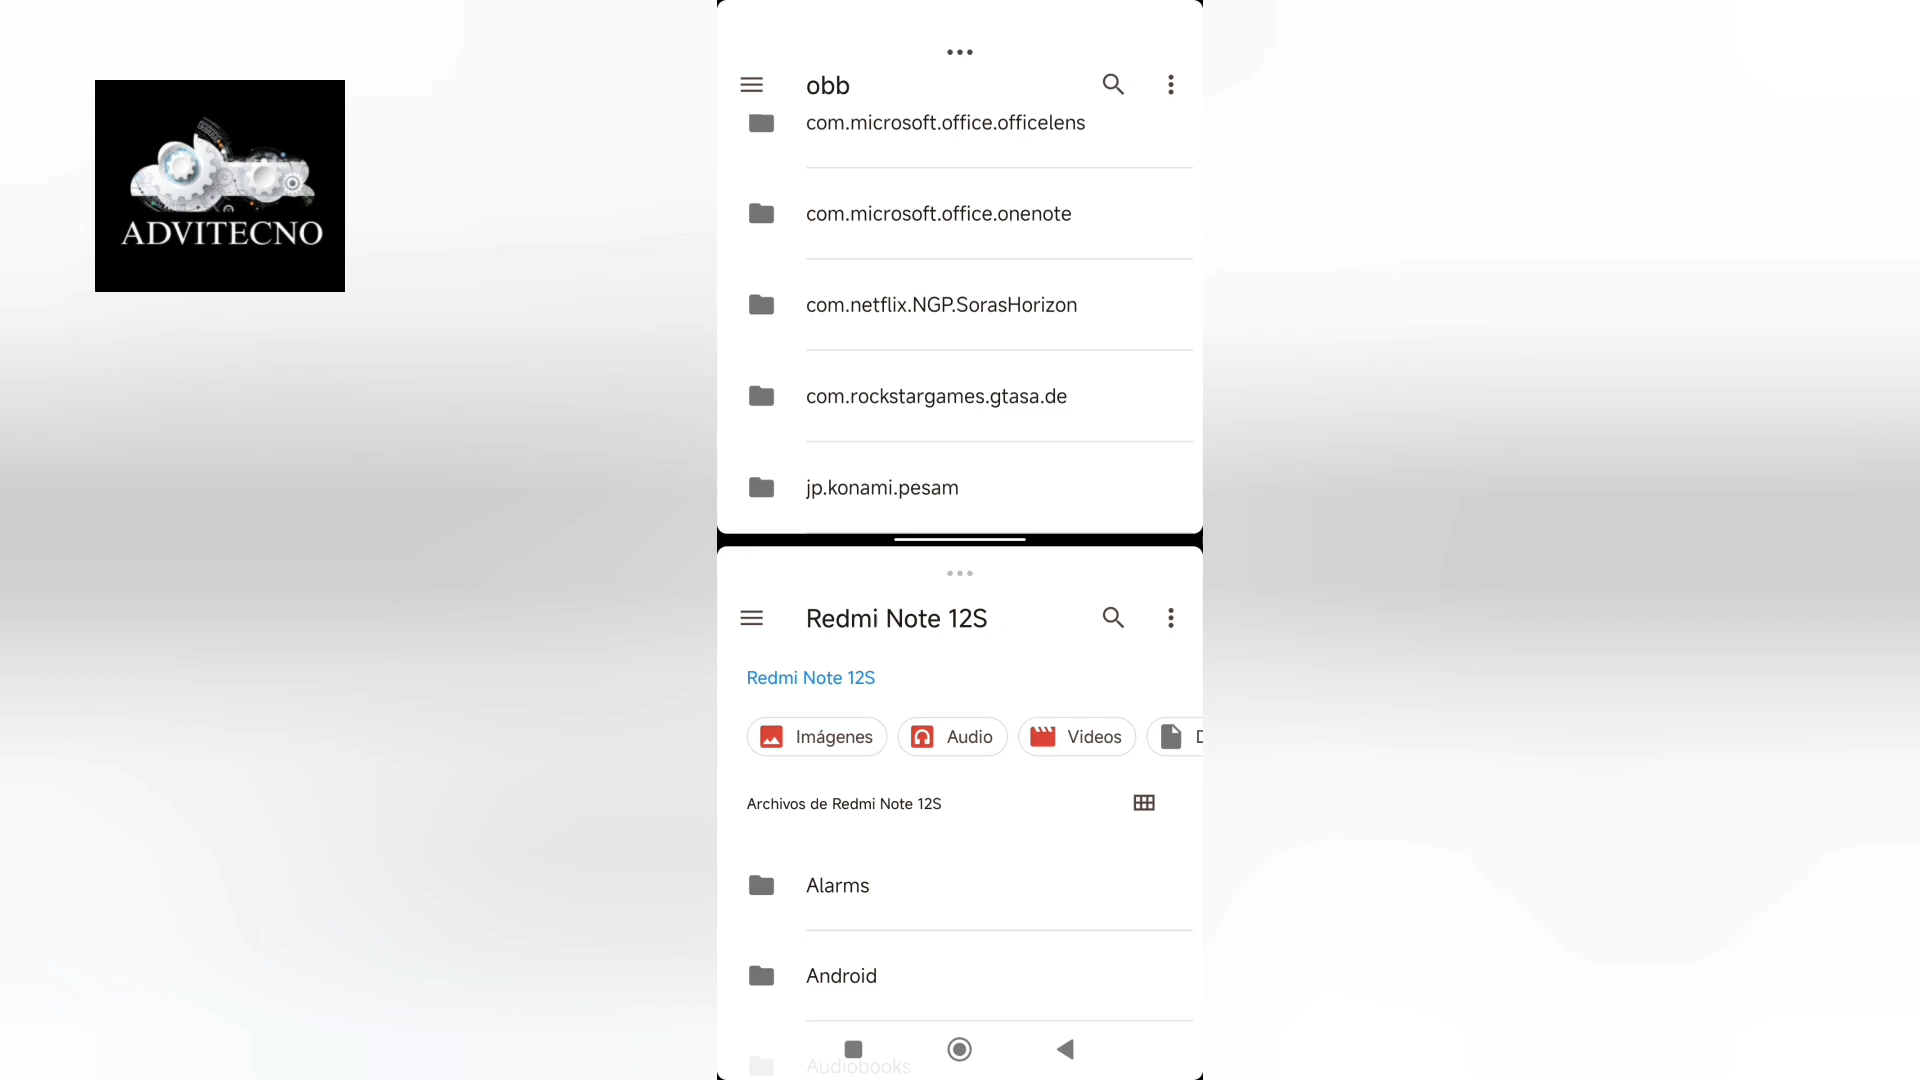 ADVITECNO
obb
com.microsoft.office.officelens
com.microsoft.office.onenote
com.netflix.NGP.SorasHorizon
com.rockstargames.gtasa.de
jp.konami.pesam
Redmi Note 12S
Redmi Note 12S
Imágenes
Audio
Videos
D
Archivos de Redmi Note 12S
Alarms
Android
Audiobooks